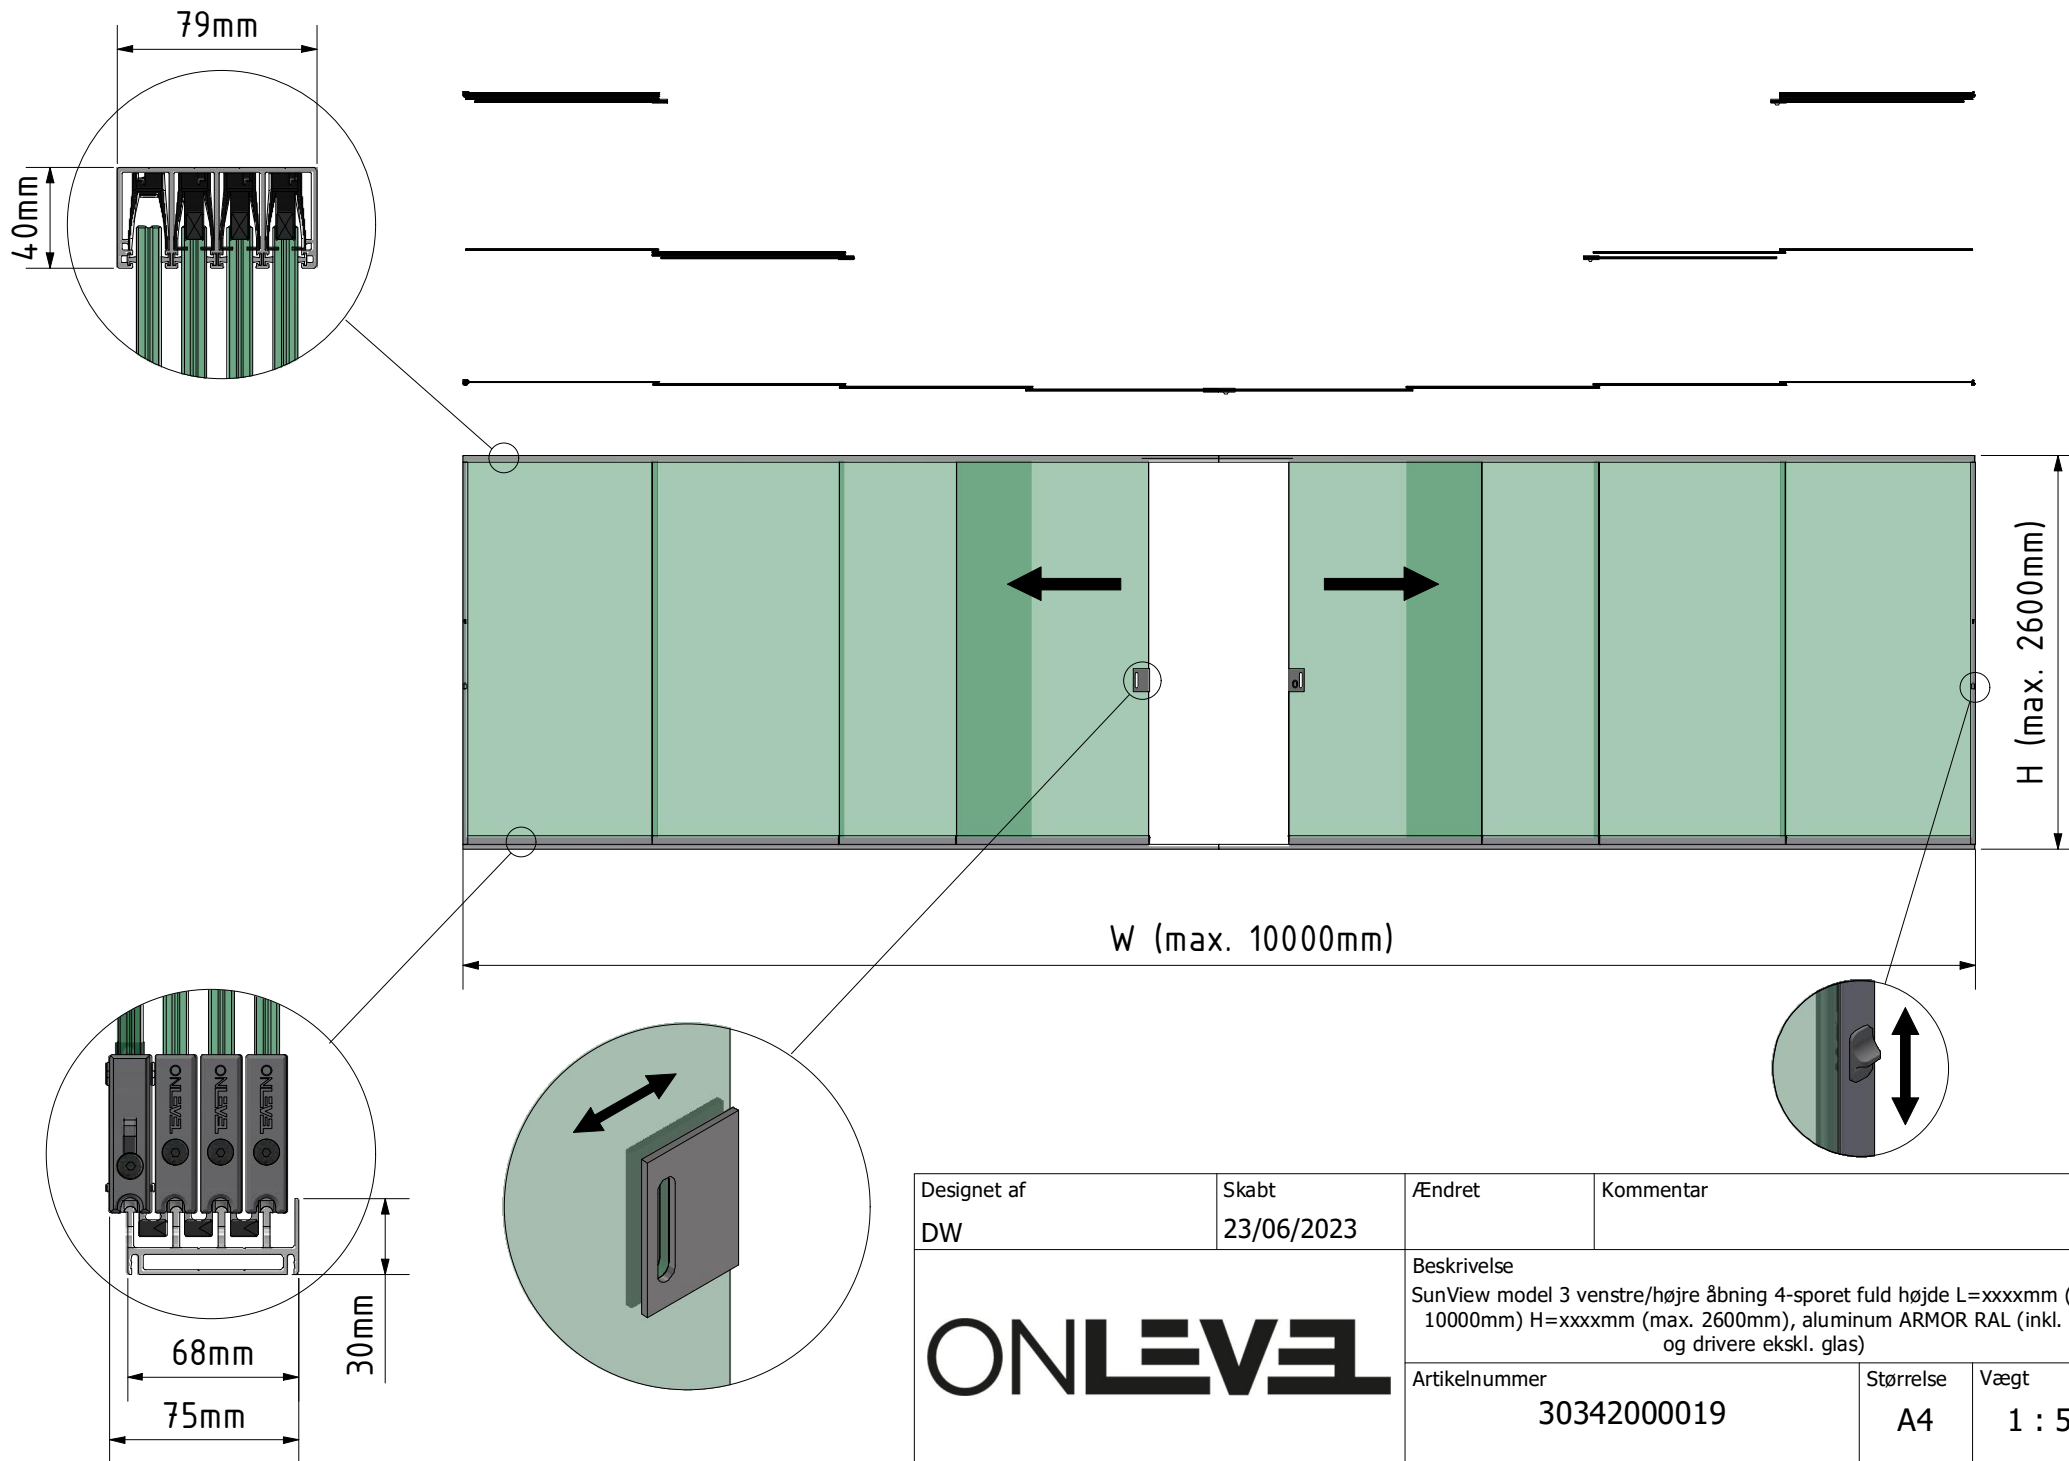 79mm
40mm
H (max. 2600mm)
W (max. 10000mm)
ONLEVEL
ONLEVEL
ONLEVEL
30mm
68mm
75mm
Designet af
DW
Skabt
23/06/2023
Ændret
Kommentar
ONLEVEL
Beskrivelse
SunView model 3 venstre/højre åbning 4-sporet fuld højde L=xxxxmm (
10000mm) H=xxxxmm (max. 2600mm), aluminum ARMOR RAL (inkl.
og drivere ekskl. glas)
Artikelnummer
30342000019
Størrelse
A4
Vægt
1 : 5